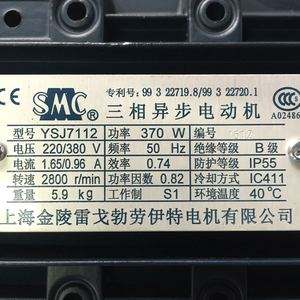 专利号: 99 3 22719.8/99 3 22720.1
SMC 三相异步电动机 CCC
A02486
型号 YSJ7112 功率 370 W 编号
电压 220/380 V 频率 50 Hz 绝缘等级 B 级
电流 1.65/0.96 A 效率 0.74 防护等级 IP55
转速 2800 r/min 功率因数 0.82 冷却方式 IC411
重量 5.9 kg 工作制 S1 环境温度 40℃
上海金陵雷戈勃劳伊特电机有限公司